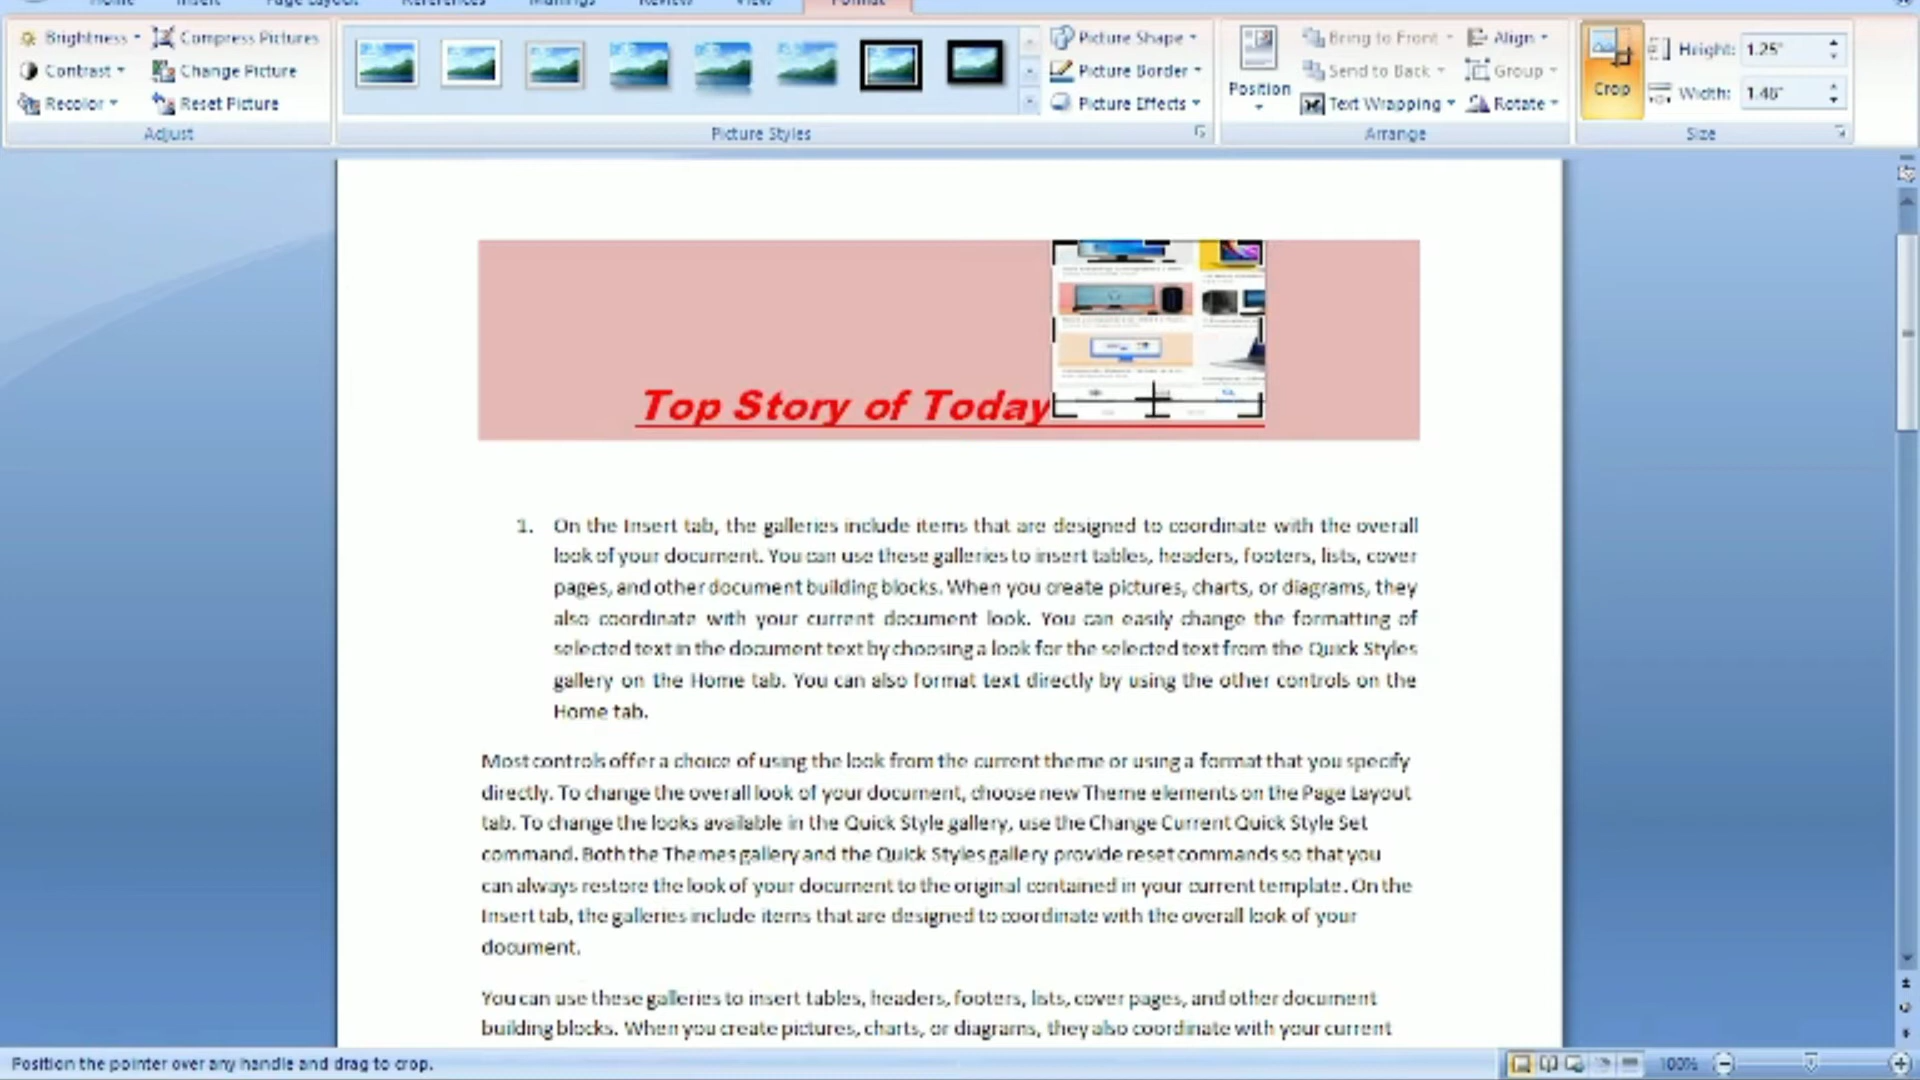 Home Insert Page Layout References Mailings Review View Format
Brightness Compress Pictures
Contrast Change Picture
Recolor Reset Picture
Adjust
Picture Shape
Picture Border
Picture Effects
Picture Styles
Position
Bring to Front Align
Send to Back Group
Text Wrapping Rotate
Arrange
Crop
Height: 1.25"
Width: 1.46"
Size
Top Story of Today
1. On the Insert tab, the galleries include items that are designed to coordinate with the overall
look of your document. You can use these galleries to insert tables, headers, footers, lists, cover
pages, and other document building blocks. When you create pictures, charts, or diagrams, they
also coordinate with your current document look. You can easily change the formatting of
selected text in the document text by choosing a look for the selected text from the Quick Styles
gallery on the Home tab. You can also format text directly by using the other controls on the
Home tab.
Most controls offer a choice of using the look from the current theme or using a format that you specify
directly. To change the overall look of your document, choose new Theme elements on the Page Layout
tab. To change the looks available in the Quick Style gallery, use the Change Current Quick Style Set
command. Both the Themes gallery and the Quick Styles gallery provide reset commands so that you
can always restore the look of your document to the original contained in your current template. On the
Insert tab, the galleries include items that are designed to coordinate with the overall look of your
document.
You can use these galleries to insert tables, headers, footers, lists, cover pages, and other document
building blocks. When you create pictures, charts, or diagrams, they also coordinate with your current
Position the pointer over any handle and drag to crop.
100%